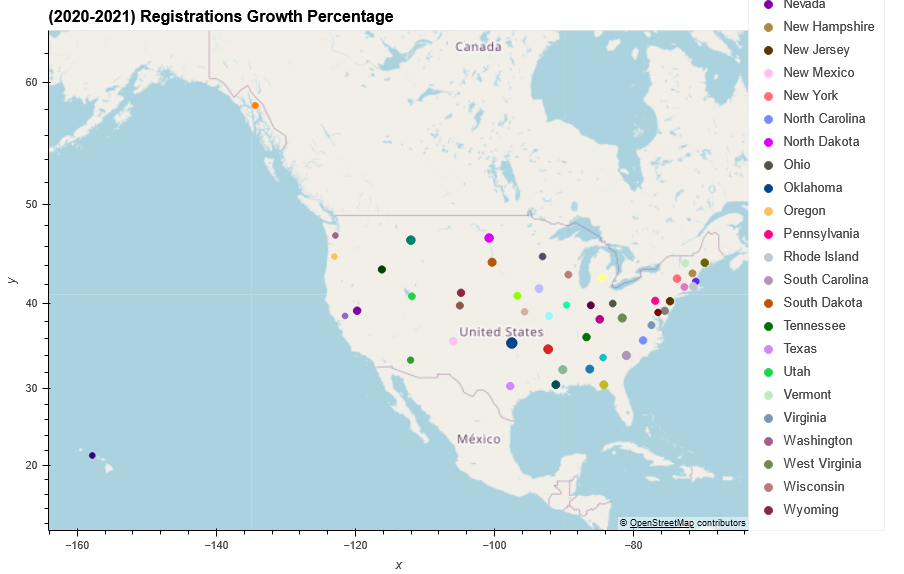 (2020-2021) Registrations Growth Percentage
Canada
United States
México
© OpenStreetMap contributors
60
50
40
30
20
y
−160
−140
−120
−100
−80
x
Nevada
New Hampshire
New Jersey
New Mexico
New York
North Carolina
North Dakota
Ohio
Oklahoma
Oregon
Pennsylvania
Rhode Island
South Carolina
South Dakota
Tennessee
Texas
Utah
Vermont
Virginia
Washington
West Virginia
Wisconsin
Wyoming